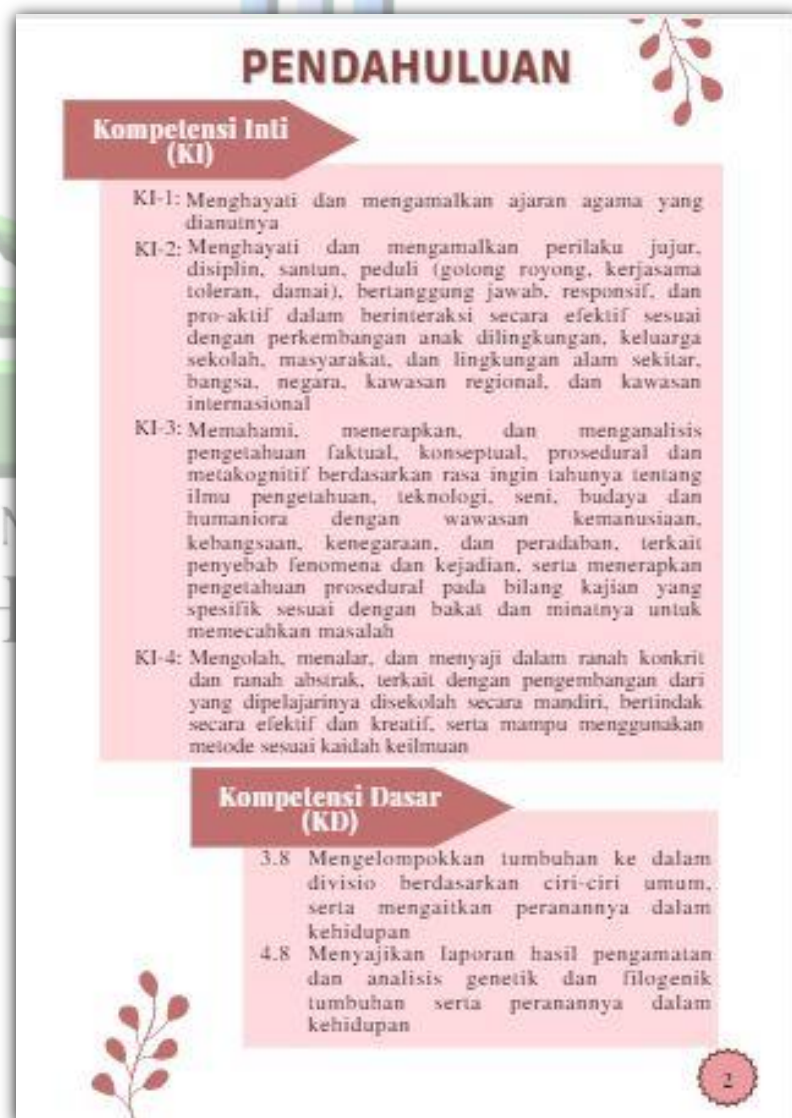 PENDAHULUAN
Kompetensi Inti
(KI)
KI-1: Menghayati dan mengamalkan ajaran agama yang
dianutnya
KI-2: Menghayati dan mengamalkan perilaku jujur,
disiplin, santun, peduli (gotong royong, kerjasama
toleran, damai), bertanggung jawab, responsif, dan
pro-aktif dalam berinteraksi secara efektif sesuai
dengan perkembangan anak dilingkungan, keluarga
sekolah, masyarakat, dan lingkungan alam sekitar,
bangsa, negara, kawasan regional, dan kawasan
internasional
KI-3: Memahami, menerapkan, dan menganalisis
pengetahuan faktual, konseptual, prosedural dan
metakognitif berdasarkan rasa ingin tahunya tentang
ilmu pengetahuan, teknologi, seni, budaya dan
humaniora dengan wawasan kemanusiaan,
kebangsaan, kenegaraan, dan peradaban, terkait
penyebab fenomena dan kejadian, serta menerapkan
pengetahuan prosedural pada bilang kajian yang
spesifik sesuai dengan bakat dan minatnya untuk
memecahkan masalah
KI-4: Mengolah, menalar, dan menyaji dalam ranah konkrit
dan ranah abstrak, terkait dengan pengembangan dari
yang dipelajarinya disekolah secara mandiri, bertindak
secara efektif dan kreatif, serta mampu menggunakan
metode sesuai kaidah keilmuan
Kompetensi Dasar
(KD)
3.8 Mengelompokkan tumbuhan ke dalam
divisio berdasarkan ciri-ciri umum,
serta mengaitkan peranannya dalam
kehidupan
4.8 Menyajikan laporan hasil pengamatan
dan analisis genetik dan filogenik
tumbuhan serta peranannya dalam
kehidupan
2